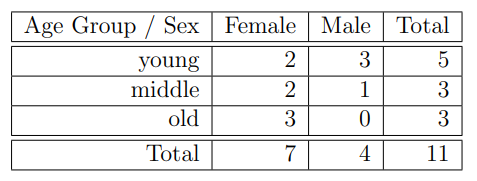 Age Group / Sex Female Male Total
young 2 3 5
middle 2 1 3
old 3 0 3
Total 7 4 11